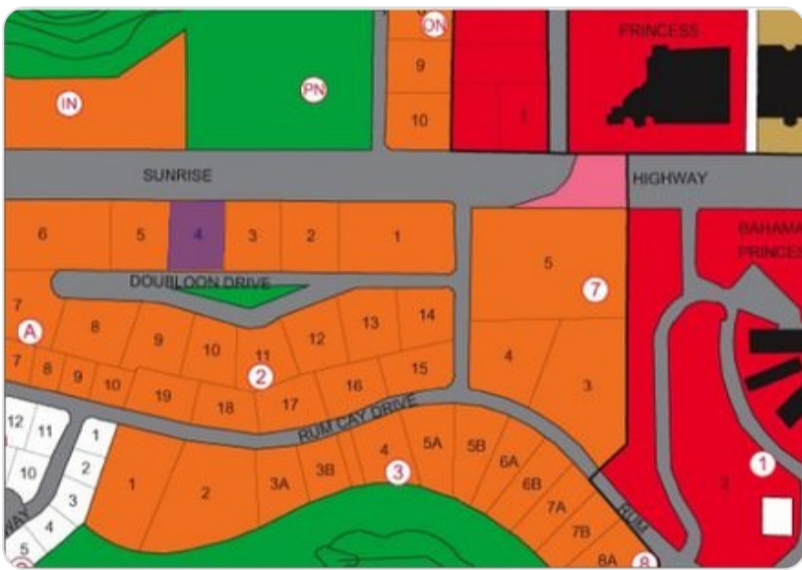 ON
PRINCESS
9
IN
PN
10
1
SUNRISE
HIGHWAY
6
5
4
3
2
1
5
7
BAHAMA
DOUBLOON DRIVE
7
A
8
9
10
11
12
13
14
2
4
3
7
8
9
10
19
18
17
16
15
RUM CAY DRIVE
12
11
1
10
2
3
4
5
1
2
3A
3B
4
3
5A
5B
6A
6B
7A
7B
8A
8
RUM
1
2